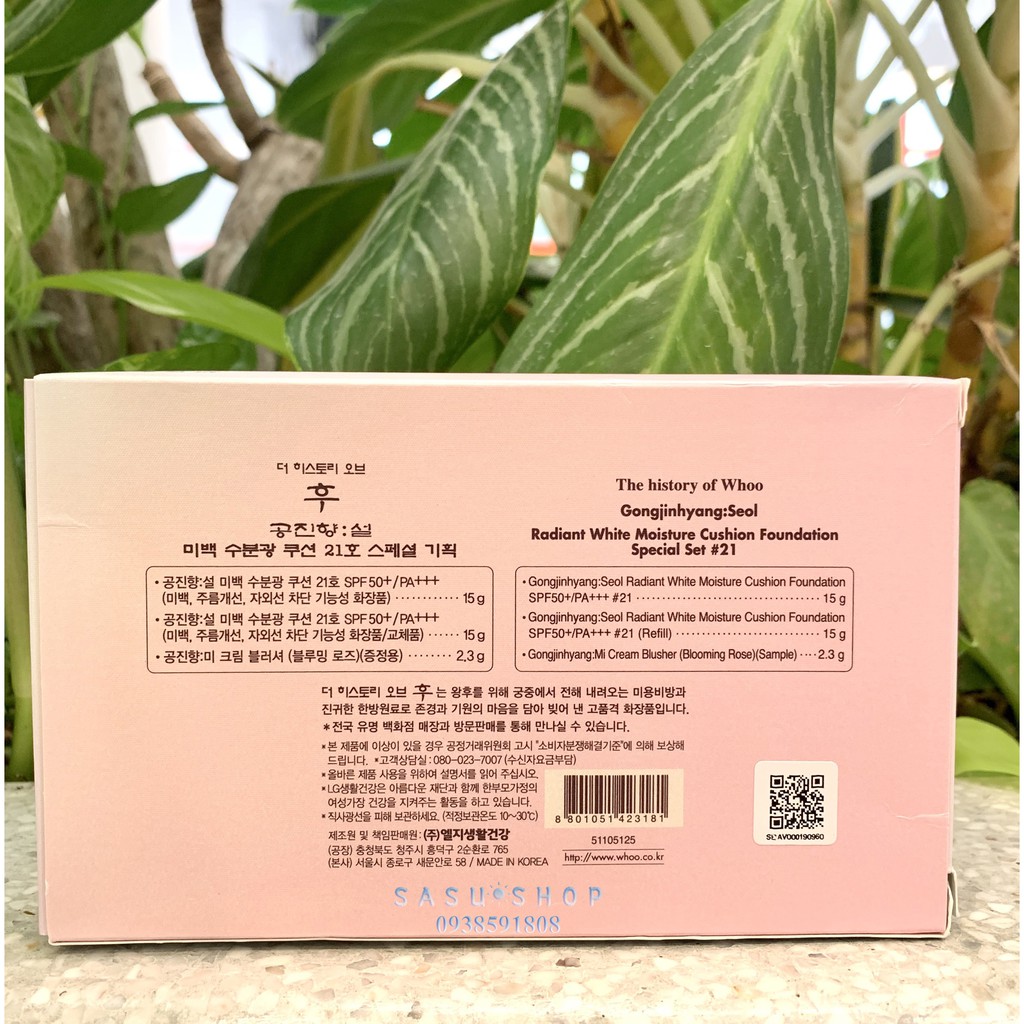 더 히스토리 오브
후
공진향:설
미백 수분광 쿠션 21호 스페셜 기획
• 공진향:설 미백 수분광 쿠션 21호 SPF50+/PA+++
(미백, 주름개선, 자외선 차단 기능성 화장품) ············ 15 g
• 공진향:설 미백 수분광 쿠션 21호 SPF50+/PA+++
(미백, 주름개선, 자외선 차단 기능성 화장품/교체품) ······ 15 g
• 공진향:미 크림 블러셔 (블루밍 로즈)(증정용) ········ 2.3 g
The history of Whoo
Gongjinhyang:Seol
Radiant White Moisture Cushion Foundation
Special Set #21
• Gongjinhyang:Seol Radiant White Moisture Cushion Foundation
SPF50+/PA+++ #21 ···························· 15 g
• Gongjinhyang:Seol Radiant White Moisture Cushion Foundation
SPF50+/PA+++ #21 (Refill) ····················· 15 g
• Gongjinhyang:Mi Cream Blusher (Blooming Rose)(Sample) ···· 2.3 g
더 히스토리 오브 후는 왕후를 위해 궁중에서 전해 내려오는 미용비방과
진귀한 한방원료로 존경과 기원의 마음을 담아 빚어 낸 고품격 화장품입니다.
*전국 유명 백화점 매장과 방문판매를 통해 만나실 수 있습니다.
*본 제품에 이상이 있을 경우 공정거래위원회 고시 "소비자분쟁해결기준"에 의해 보상해
드립니다. *고객상담실 : 080-023-7007 (수신자요금부담)
*올바른 제품 사용을 위하여 설명서를 읽어 주십시오.
*LG생활건강은 아름다운 재단과 함께 한부모가정의
여성가장 건강을 지켜주는 활동을 하고 있습니다.
*직사광선을 피해 보관하세요. (적정보관온도 10~30℃)
제조원 및 책임판매원 : (주)엘지생활건강
(공장) 충청북도 청주시 흥덕구 2순환로 765
(본사) 서울시 종로구 새문안로 58 / MADE IN KOREA
8 801051 423181
51105125
http://www.whoo.co.kr
SASU SHOP
0938591808